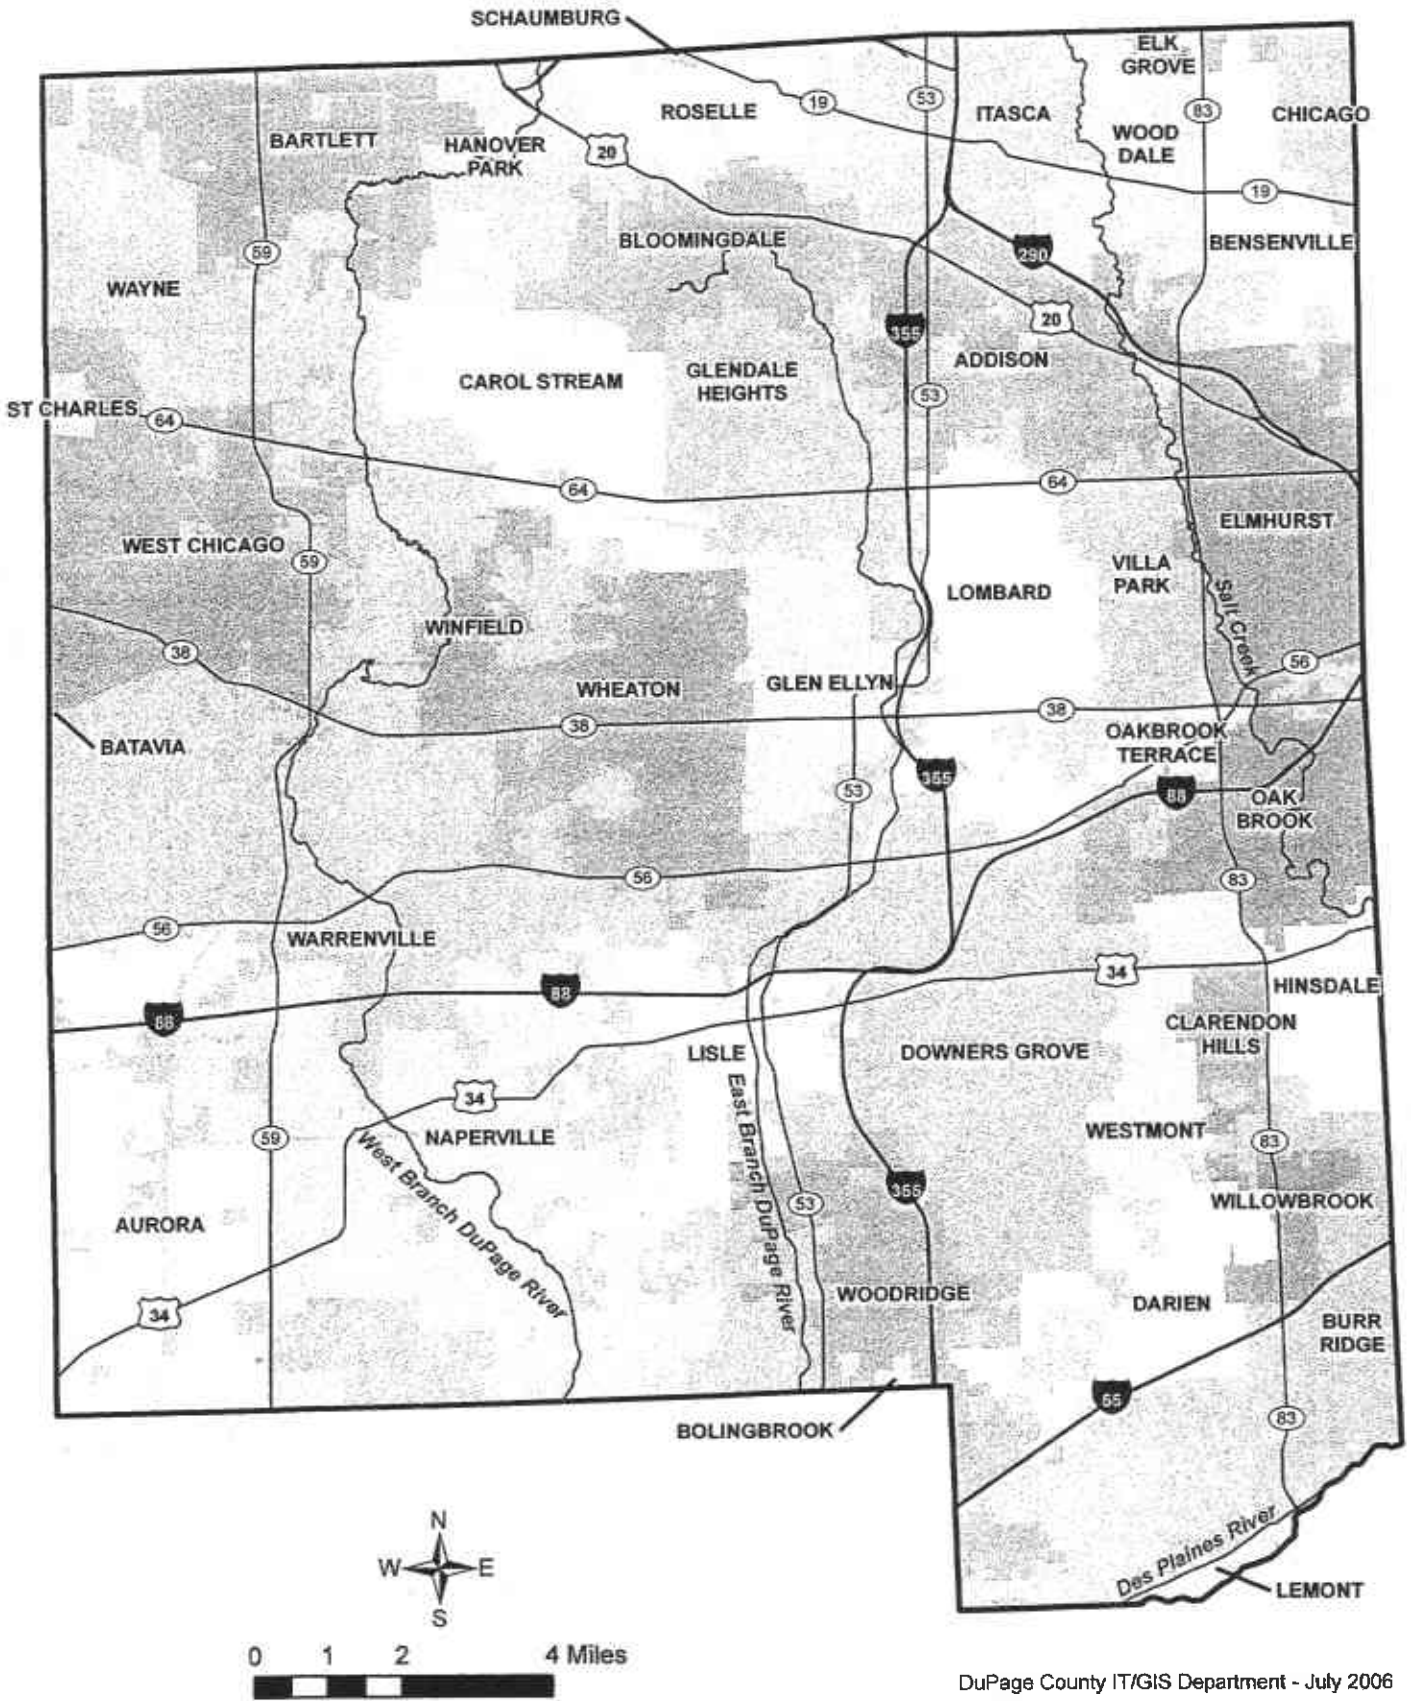 SCHAUMBURG
ELK
GROVE
19
53
ITASCA
83
CHICAGO
ROSELLE
BARTLETT
HANOVER
PARK
20
WOOD
DALE
19
59
BLOOMINGDALE
290
BENSENVILLE
WAYNE
355
20
ADDISON
CAROL STREAM
GLENDALE
HEIGHTS
53
ST CHARLES
64
64
64
ELMHURST
WEST CHICAGO
59
VILLA
PARK
LOMBARD
Salt Creek
WINFIELD
38
56
WHEATON
GLEN ELLYN
38
38
BATAVIA
OAKBROOK
TERRACE
355
53
88
OAK
BROOK
56
83
56
WARRENVILLE
34
88
88
HINSDALE
CLARENDON
HILLS
LISLE
DOWNERS GROVE
34
NAPERVILLE
59
West Branch DuPage River
East Branch DuPage River
WESTMONT
83
355
53
WILLOWBROOK
AURORA
34
WOODRIDGE
DARIEN
BURR
RIDGE
55
83
BOLINGBROOK
Des Plaines River
LEMONT
N
W E
S
0 1 2 4 Miles
DuPage County IT/GIS Department - July 2006